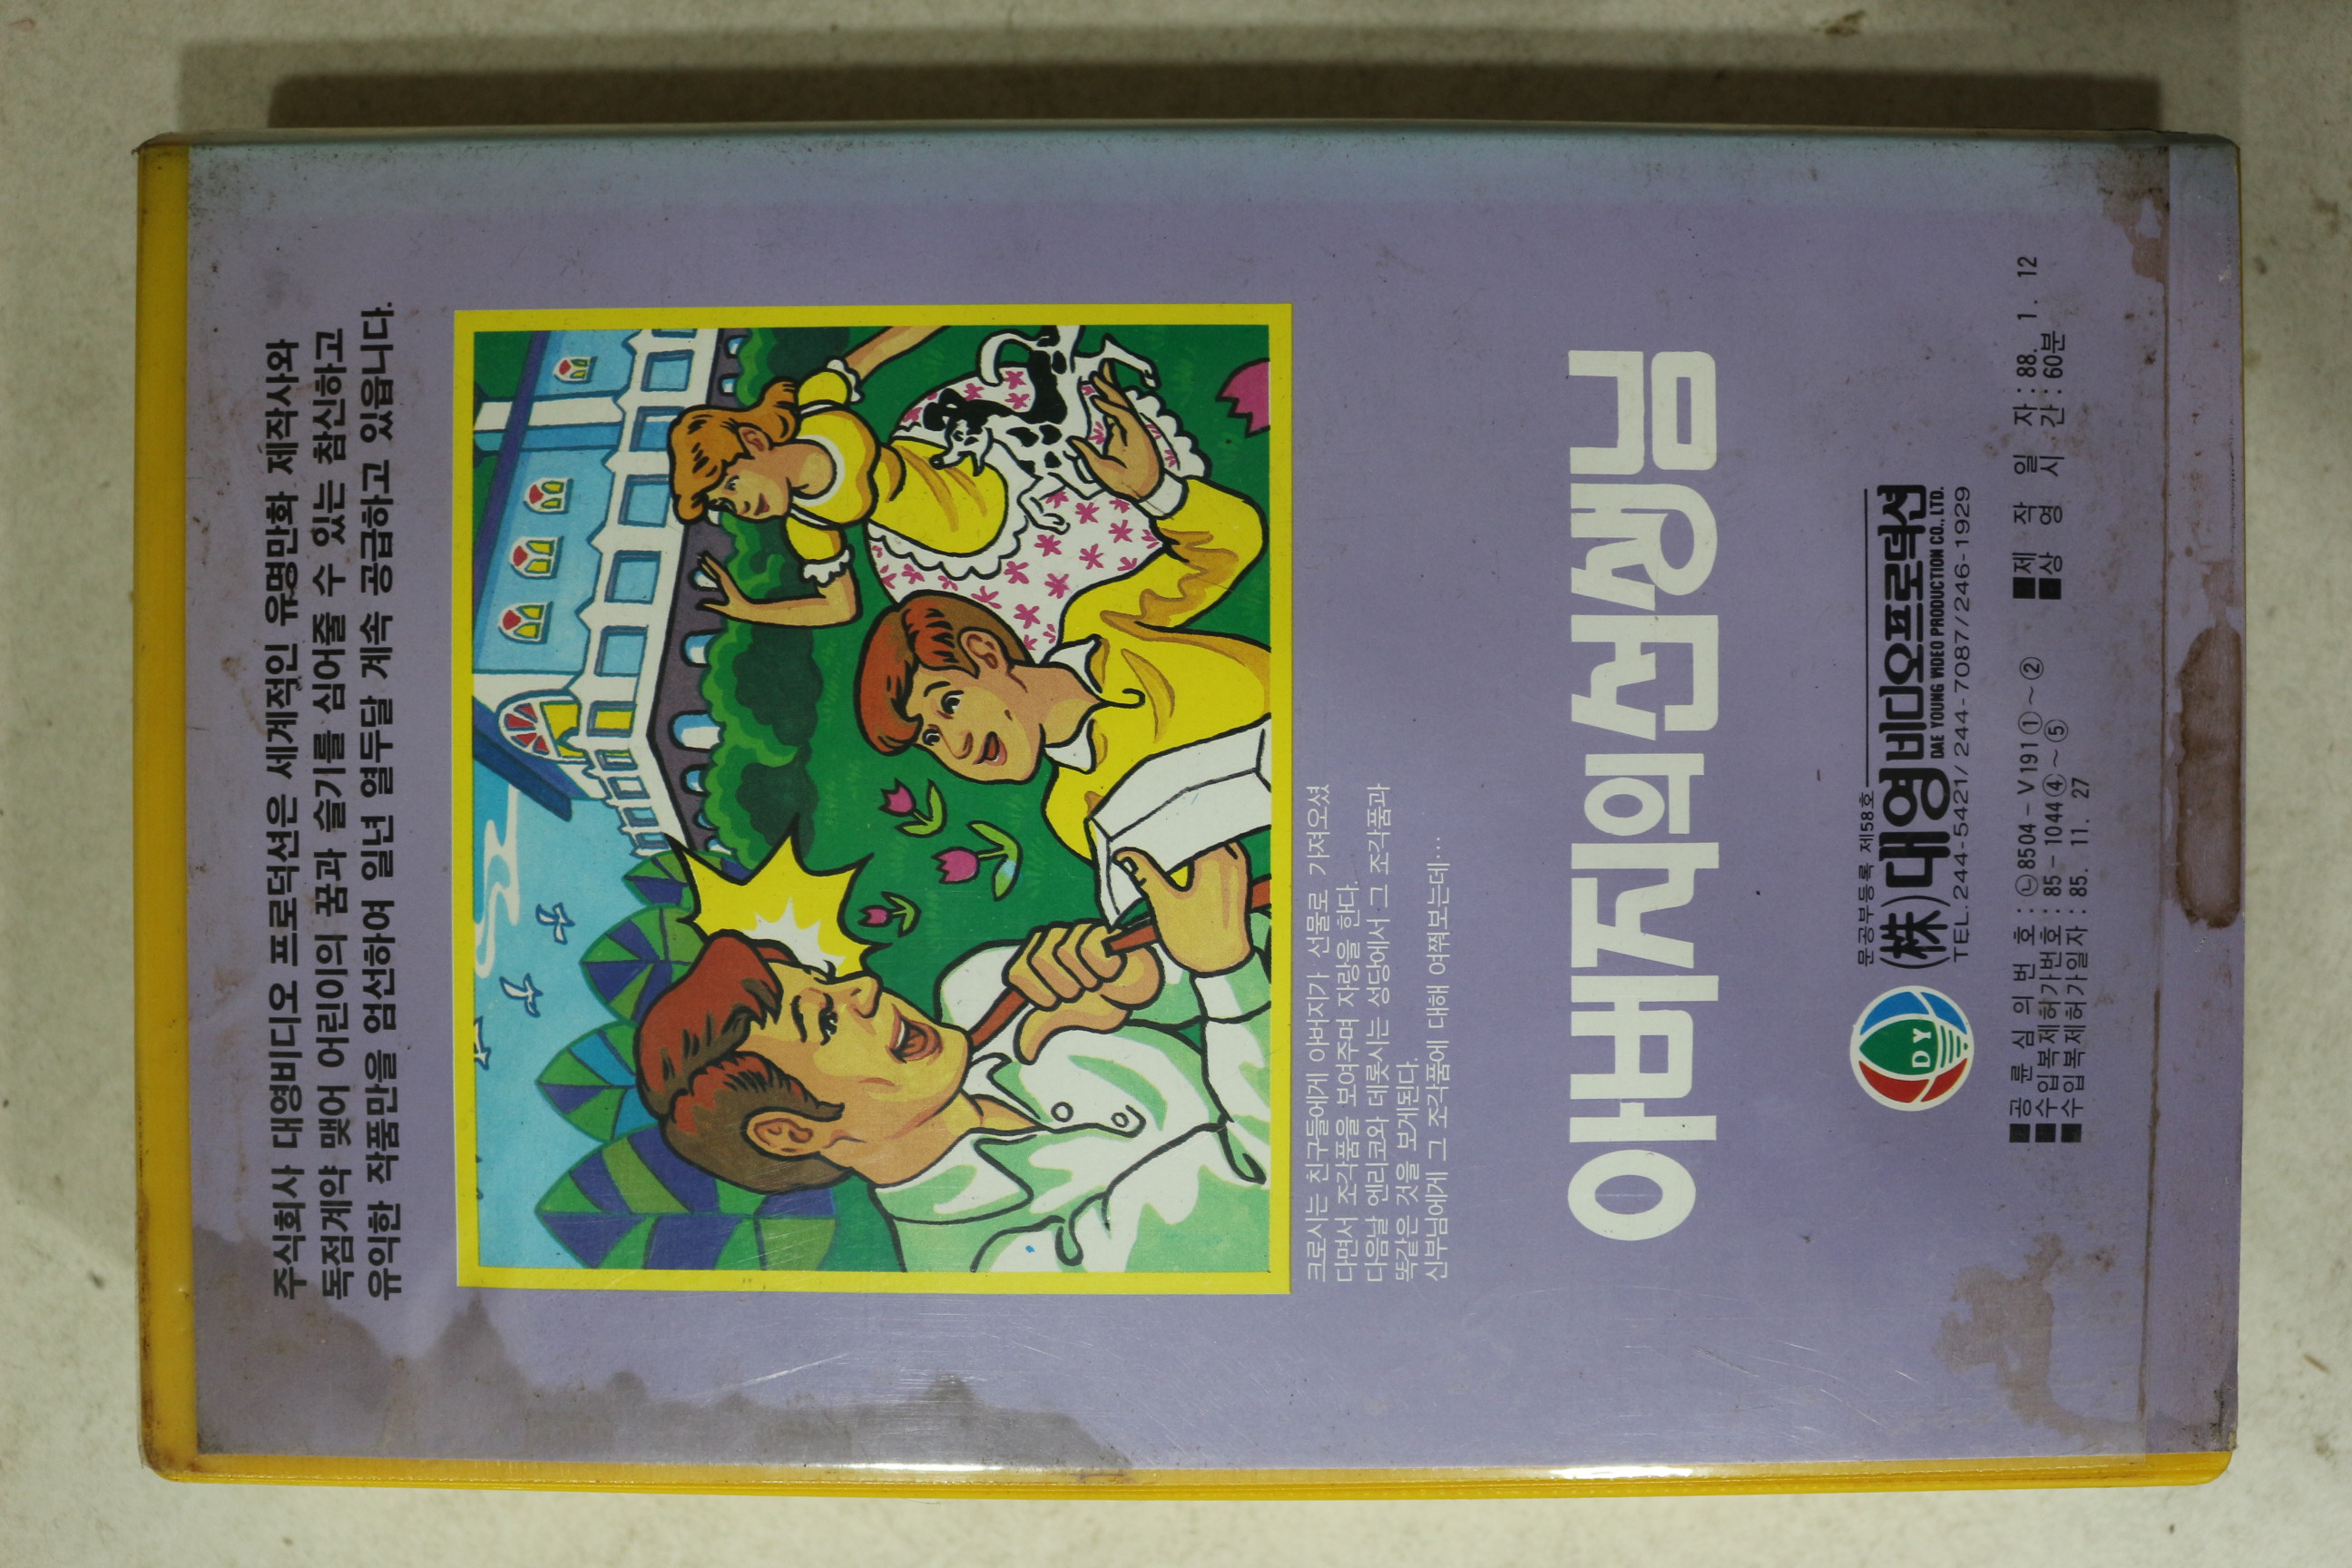 주식회사 대영비디오 프로덕션은 세계적인 유명만화 제작사와
독점계약 맺어 어린이의 꿈과 슬기를 심어줄 수 있는 참신하고
유익한 작품만을 엄선하여 일년 열두달 계속 공급하고 있읍니다.
크로시는 친구들에게 아버지가 선물로 가져오셨
다면서 조각품을 보여주며 자랑을 한다.
다음날 엔리코와 데롯시는 성당에서 그 조각품과
똑같은 것을 보게된다.
신부님에게 그 조각품에 대해 여쭤보는데…
아버지의 선생님
문공부등록 제58호
(株)대영비디오프로덕션
DAE YOUNG VIDEO PRODUCTION CO., LTD.
TEL. 244-5421/244-7087/246-1929
DY
■공륜심의번호 : ㉡8504-V191①~② ■제작일자 : 88. 1. 12
■수입복제허가번호 : 85-1044④~⑤ ■상영시간 : 60분
■수입복제허가일자 : 85. 11. 27